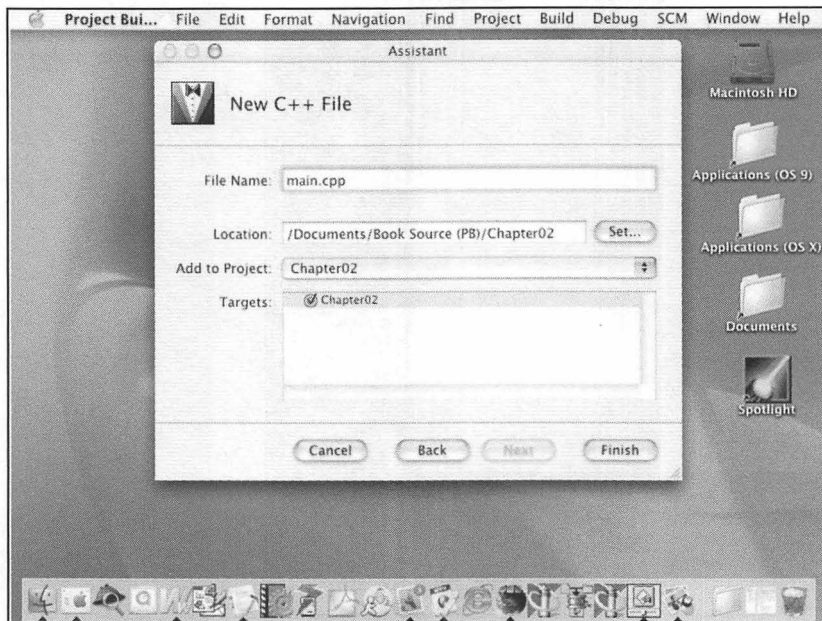 Project Bui... File Edit Format Navigation Find Project Build Debug SCM Window Help
Assistant
New C++ File
File Name: main.cpp
Location: /Documents/Book Source (PB)/Chapter02 Set...
Add to Project: Chapter02
Targets: Chapter02
Cancel Back Next Finish
Macintosh HD
Applications (OS 9)
Applications (OS X)
Documents
Spotlight